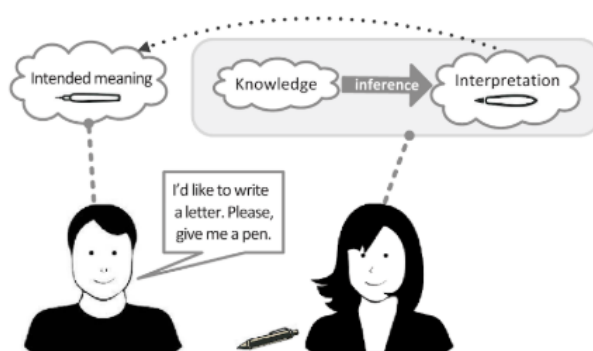 Intended meaning
Knowledge
inference
Interpretation
I'd like to write
a letter. Please,
give me a pen.